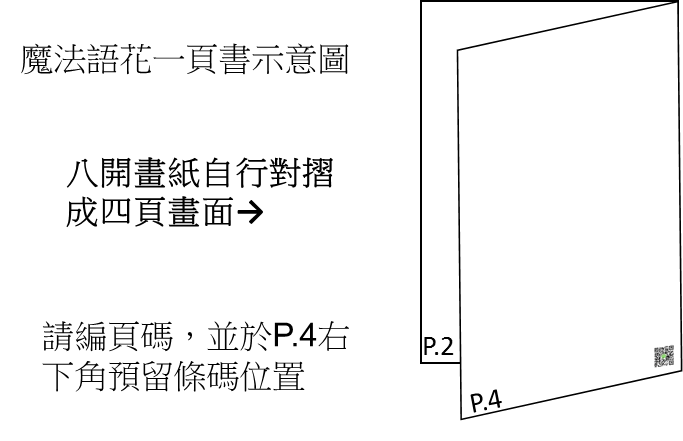 魔法語花一頁書示意圖
八開畫紙自行對摺
成四頁畫面→
請編頁碼，並於P.4右
下角預留條碼位置
P.2
P.4